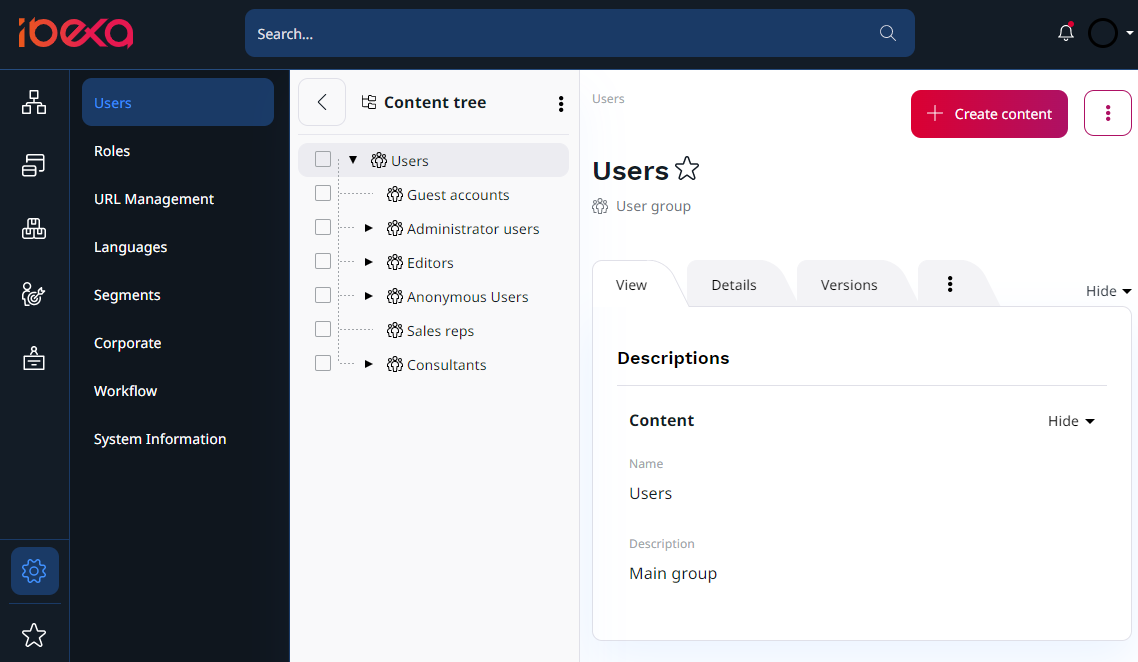 ibexa
Search...
Users
Roles
URL Management
Languages
Segments
Corporate
Workflow
System Information
Content tree
Users
Guest accounts
Administrator users
Editors
Anonymous Users
Sales reps
Consultants
Users
Create content
Users
User group
View
Details
Versions
Hide
Descriptions
Content
Hide
Name
Users
Description
Main group